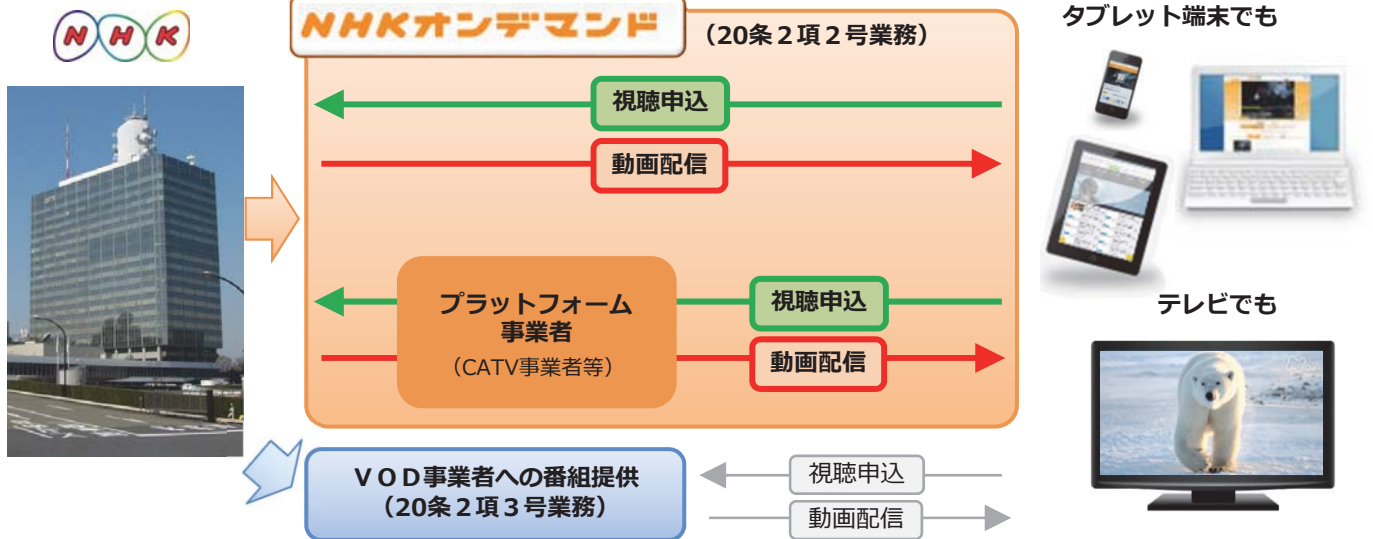 NHK
NHKオンデマンド
（20条２項２号業務）
タブレット端末でも
視聴申込
動画配信
プラットフォーム
事業者
（CATV事業者等）
視聴申込
動画配信
テレビでも
ＶＯＤ事業者への番組提供
（20条２項３号業務）
視聴申込
動画配信